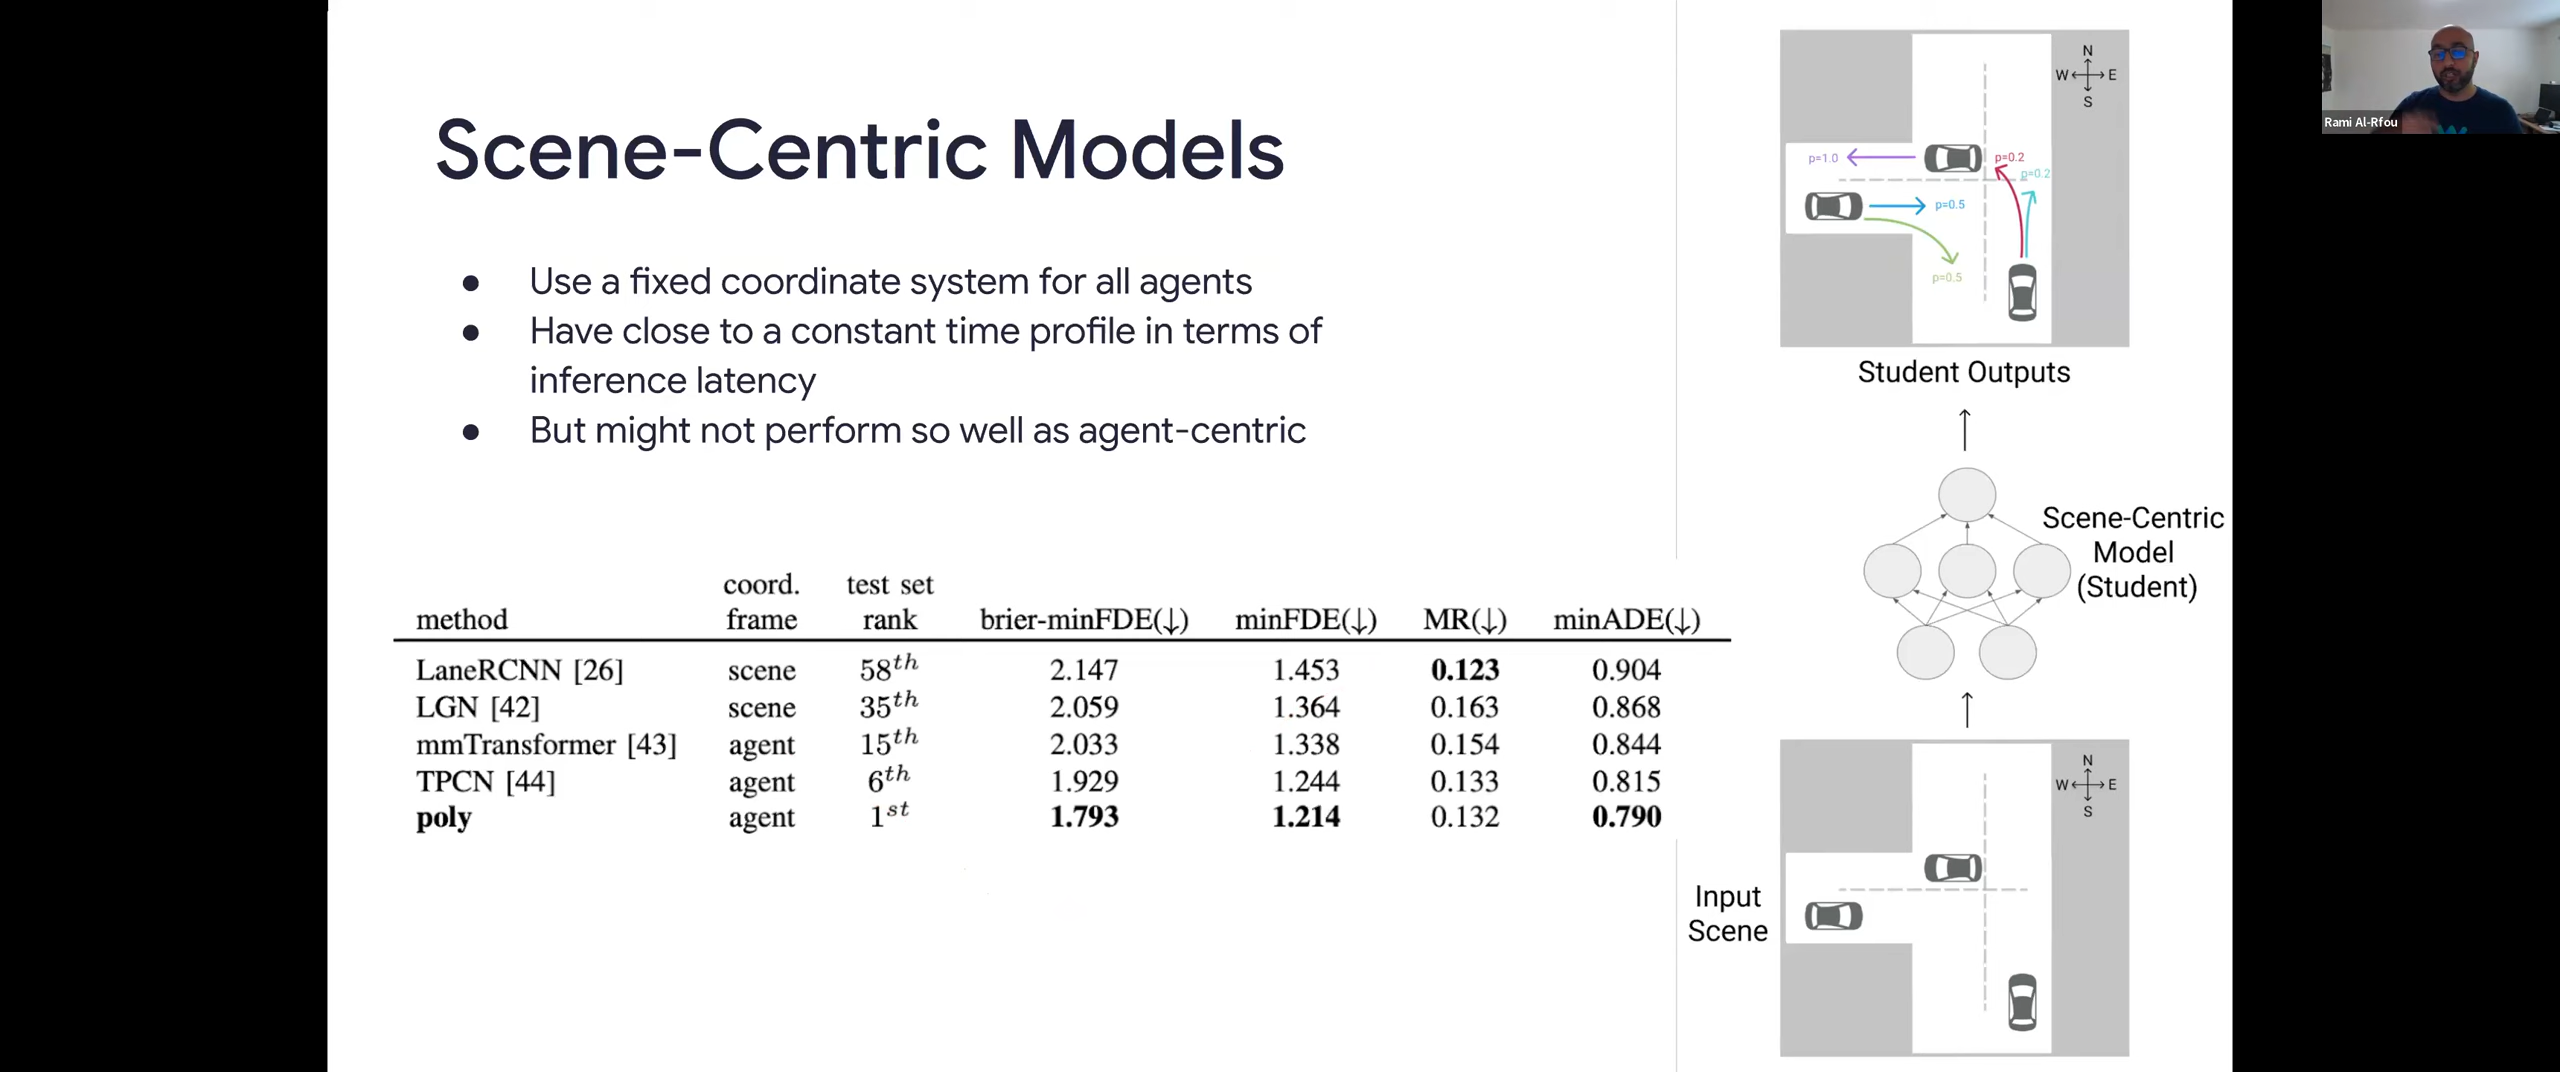 Scene-Centric Models
● Use a fixed coordinate system for all agents
● Have close to a constant time profile in terms of
inference latency
● But might not perform so well as agent-centric
coord. test set
method frame rank brier-minFDE(↓) minFDE(↓) MR(↓) minADE(↓)
LaneRCNN [26] scene 58th 2.147 1.453 0.123 0.904
LGN [42] scene 35th 2.059 1.364 0.163 0.868
mmTransformer [43] agent 15th 2.033 1.338 0.154 0.844
TPCN [44] agent 6th 1.929 1.244 0.133 0.815
poly agent 1st 1.793 1.214 0.132 0.790
N
W E
S
p=1.0
p=0.2
p=0.2
p=0.5
p=0.5
Student Outputs
Scene-Centric
Model
(Student)
N
W E
S
Input
Scene
Rami Al-Rfou